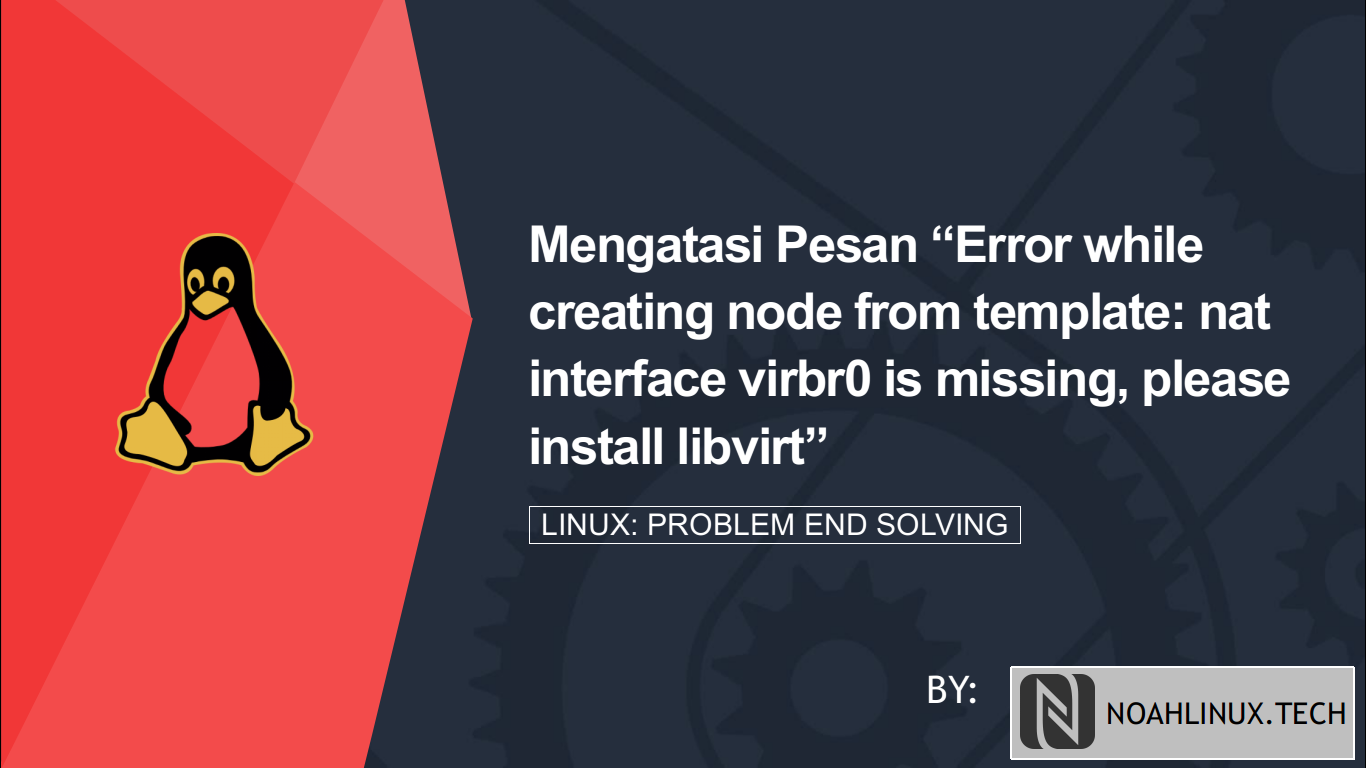 Mengatasi Pesan “Error while
creating node from template: nat
interface virbr0 is missing, please
install libvirt”
LINUX: PROBLEM END SOLVING
BY:
NOAHLINUX.TECH